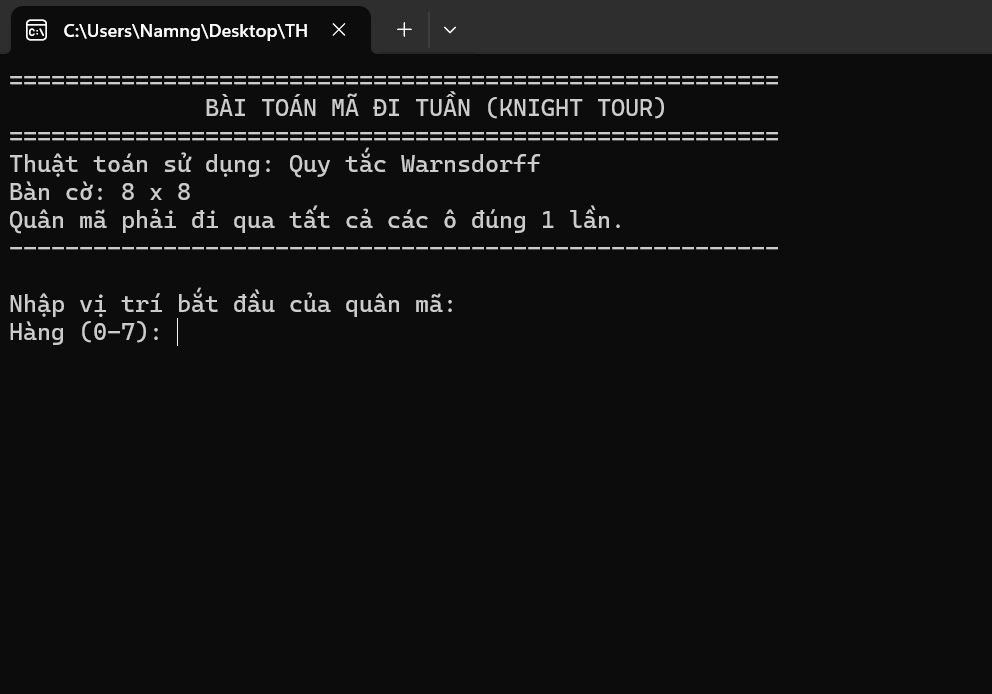 C:\Users\Namng\Desktop\TH
=======================================================
BÀI TOÁN MÃ ĐI TUẦN (KNIGHT TOUR)
=======================================================
Thuật toán sử dụng: Quy tắc Warnsdorff
Bàn cờ: 8 x 8
Quân mã phải đi qua tất cả các ô đúng 1 lần.
-------------------------------------------------------
Nhập vị trí bắt đầu của quân mã:
Hàng (0-7):